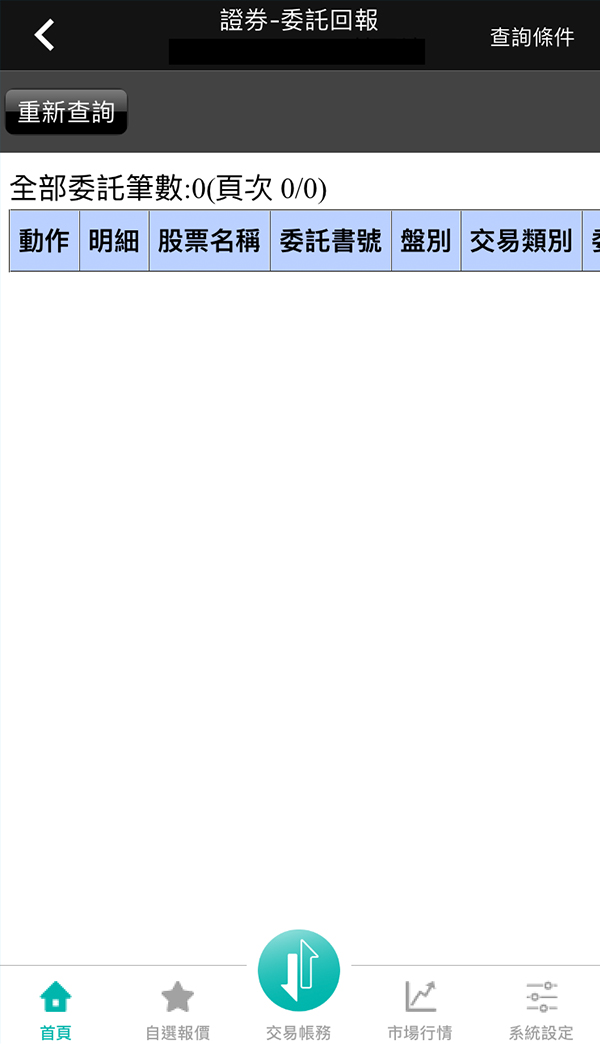 證券-委託回報
查詢條件
重新查詢
全部委託筆數:0(頁次 0/0)
動作 明細 股票名稱 委託書號 盤別 交易類別
首頁 自選報價 交易帳務 市場行情 系統設定